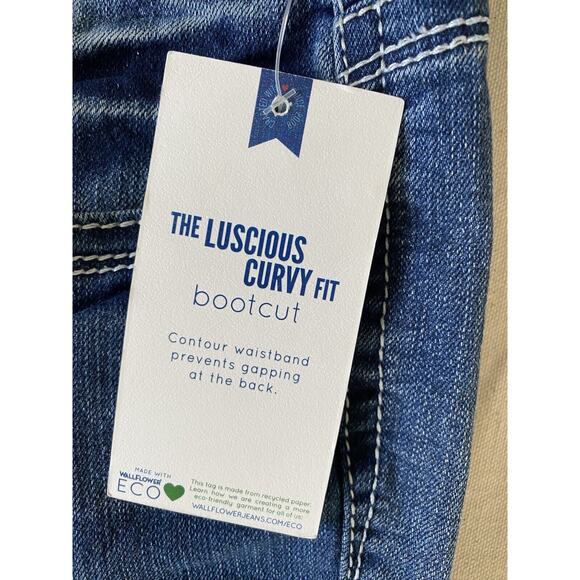 THE LUSCIOUS
CURVY FIT
bootcut
Contour waistband
prevents gapping
at the back.
MADE WITH
WALLFLOWER
ECO
This tag is made from recycled paper.
Learn how we are creating a more
eco-friendly garment for all of us:
WALLFLOWERJEANS.COM/ECO